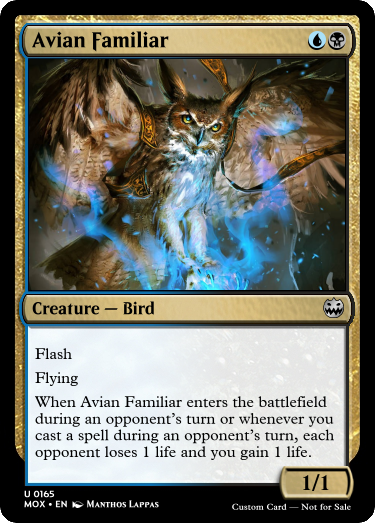 Avian Familiar
Creature — Bird
Flash
Flying
When Avian Familiar enters the battlefield
during an opponent's turn or whenever you
cast a spell during an opponent's turn, each
opponent loses 1 life and you gain 1 life.
1/1
U 0165
MOX • EN Manthos Lappas
Custom Card — Not for Sale